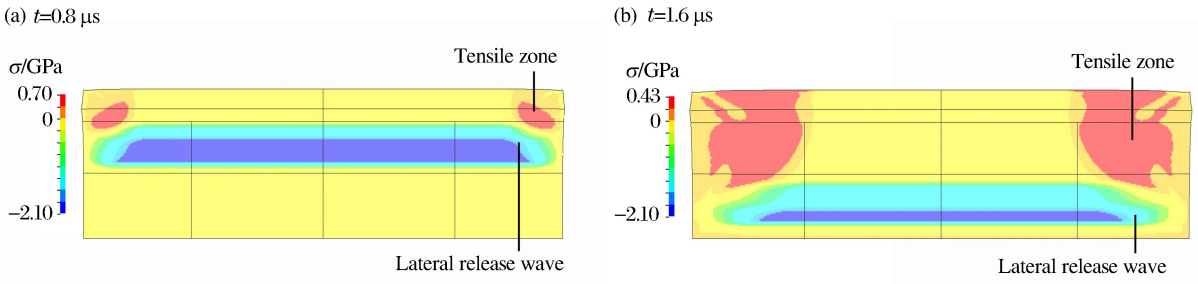 (a) t=0.8 μs
Tensile zone
σ/GPa
0.70
0
−2.10
Lateral release wave
(b) t=1.6 μs
Tensile zone
σ/GPa
0.43
0
−2.10
Lateral release wave